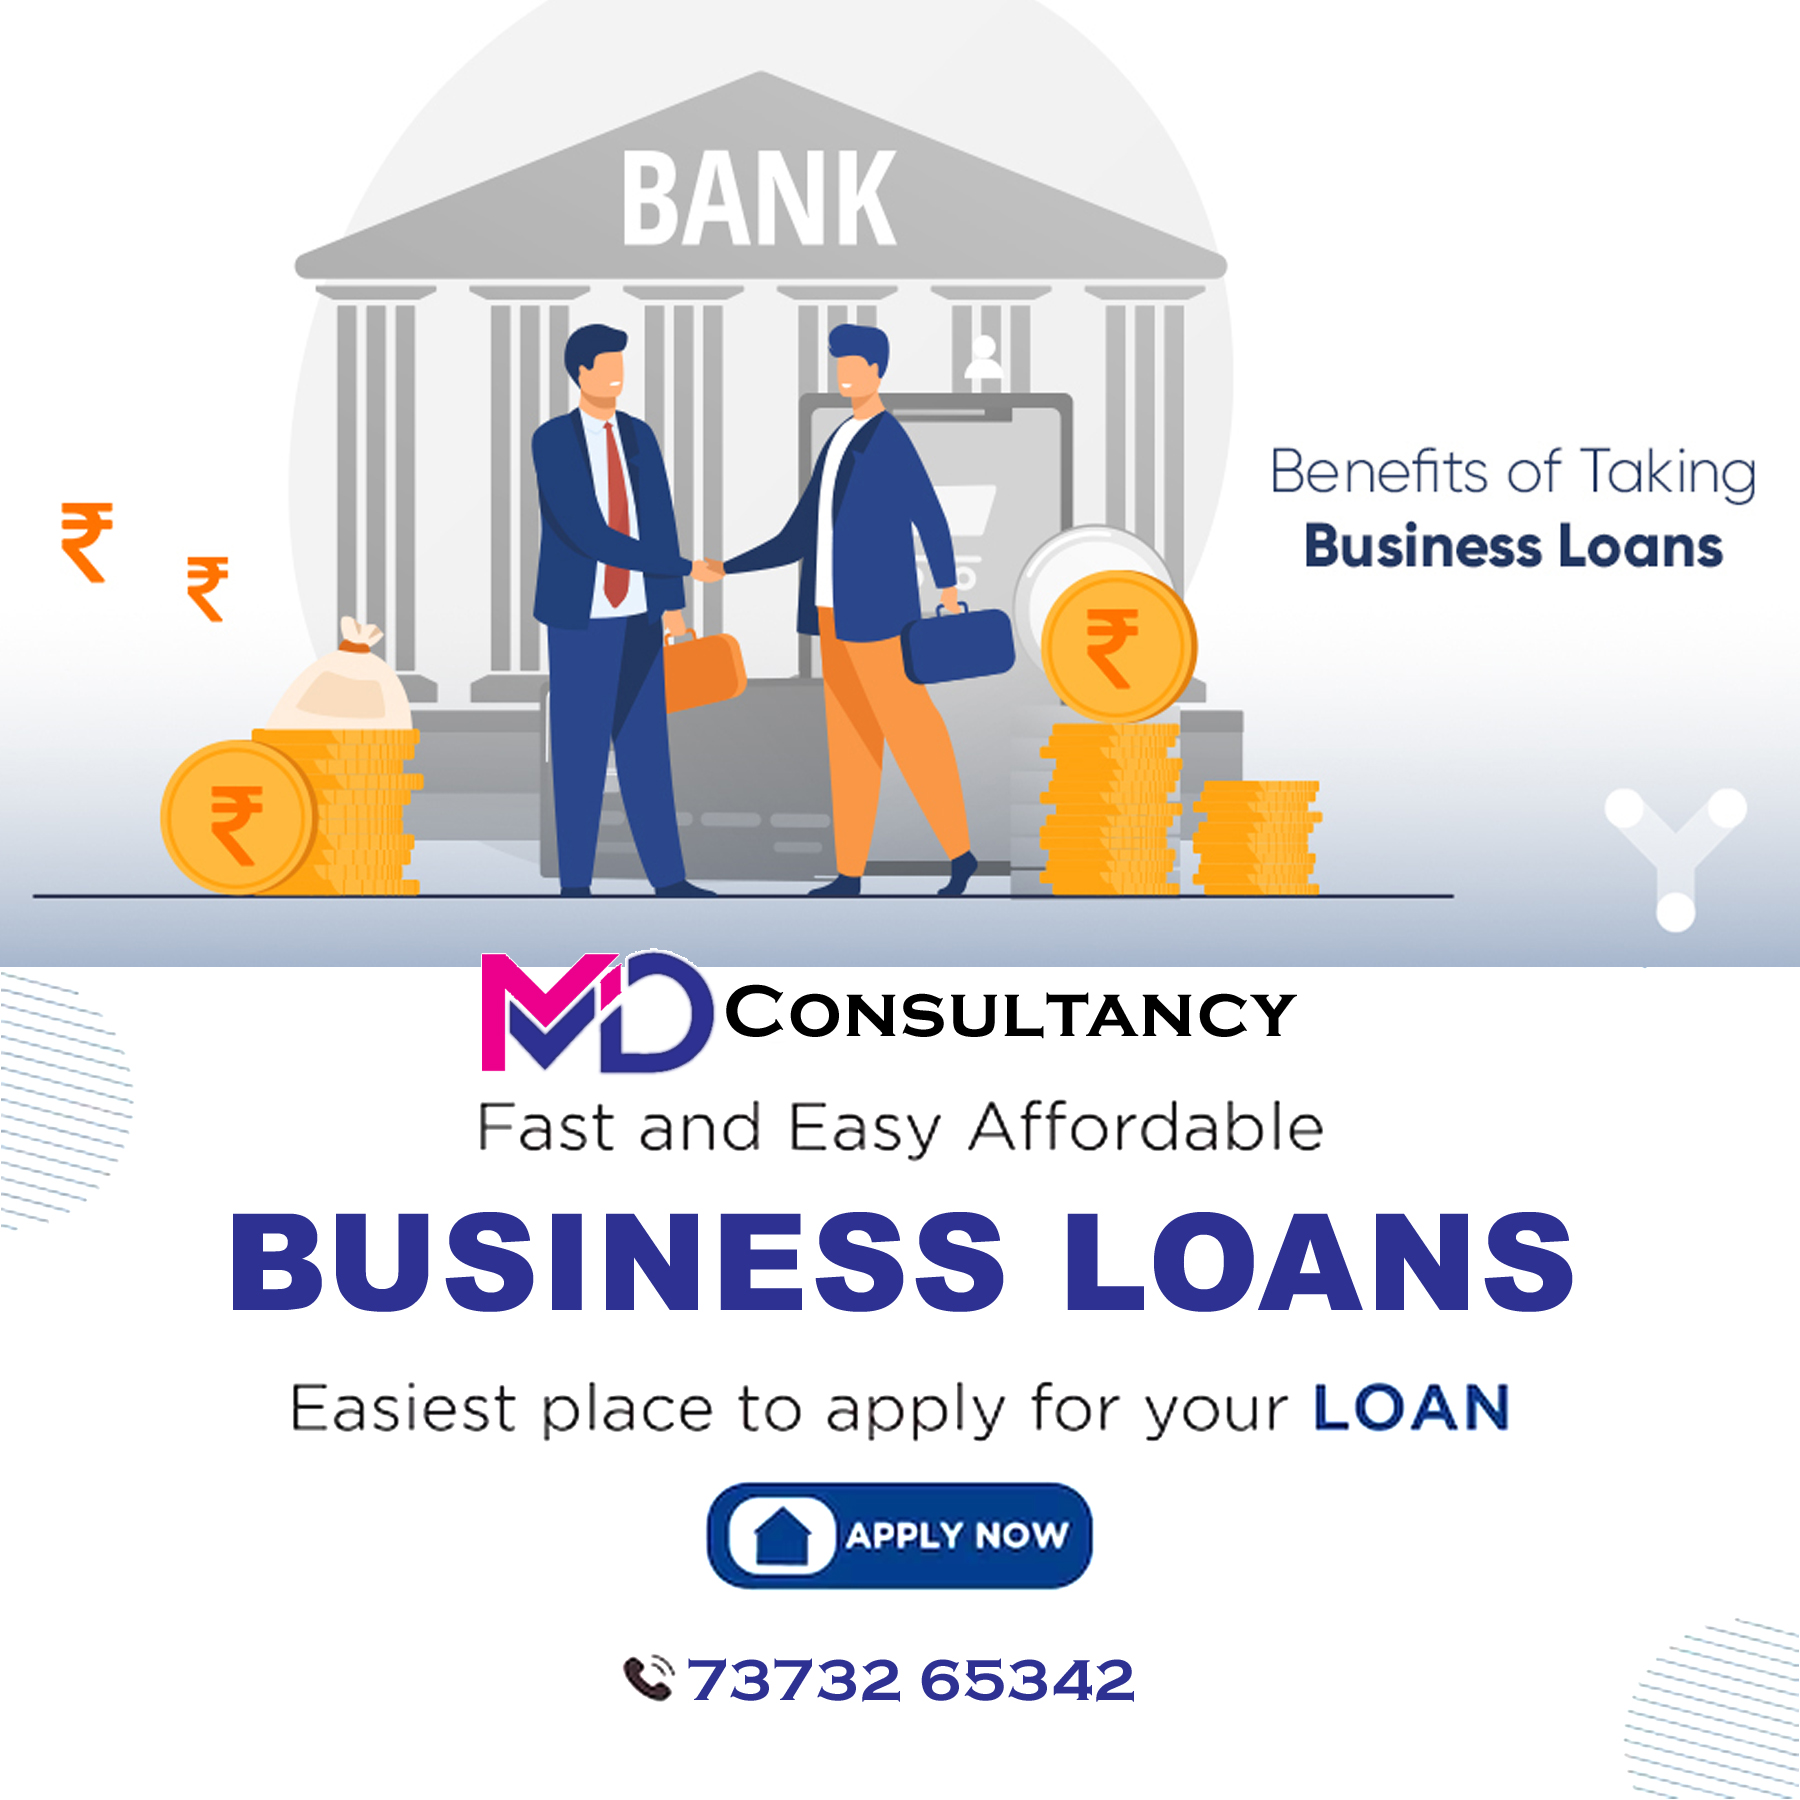 BANK
Benefits of Taking
Business Loans
₹
₹
₹
₹
MD CONSULTANCY
Fast and Easy Affordable
BUSINESS LOANS
Easiest place to apply for your LOAN
APPLY NOW
73732 65342